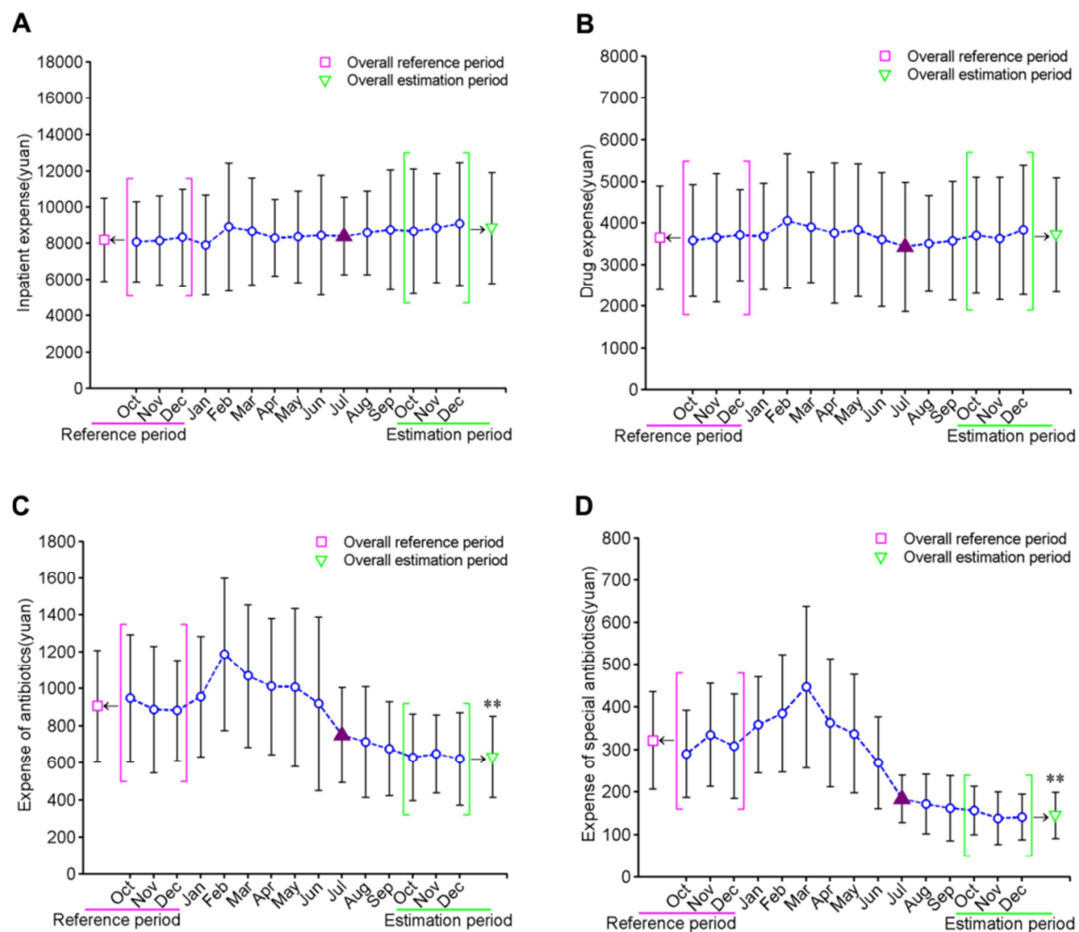 A
Overall reference period
Overall estimation period
Inpatient expense(yuan)
18000
16000
14000
12000
10000
8000
6000
4000
2000
0
Oct
Nov
Dec
Jan
Feb
Mar
Apr
May
Jun
Jul
Aug
Sep
Oct
Nov
Dec
Reference period
Estimation period
B
Overall reference period
Overall estimation period
Drug expense(yuan)
8000
7000
6000
5000
4000
3000
2000
1000
0
Oct
Nov
Dec
Jan
Feb
Mar
Apr
May
Jun
Jul
Aug
Sep
Oct
Nov
Dec
Reference period
Estimation period
C
Overall reference period
Overall estimation period
Expense of antibiotics(yuan)
1800
1600
1400
1200
1000
800
600
400
200
0
**
Oct
Nov
Dec
Jan
Feb
Mar
Apr
May
Jun
Jul
Aug
Sep
Oct
Nov
Dec
Reference period
Estimation period
D
Overall reference period
Overall estimation period
Expense of special antibiotics(yuan)
800
700
600
500
400
300
200
100
0
**
Oct
Nov
Dec
Jan
Feb
Mar
Apr
May
Jun
Jul
Aug
Sep
Oct
Nov
Dec
Reference period
Estimation period